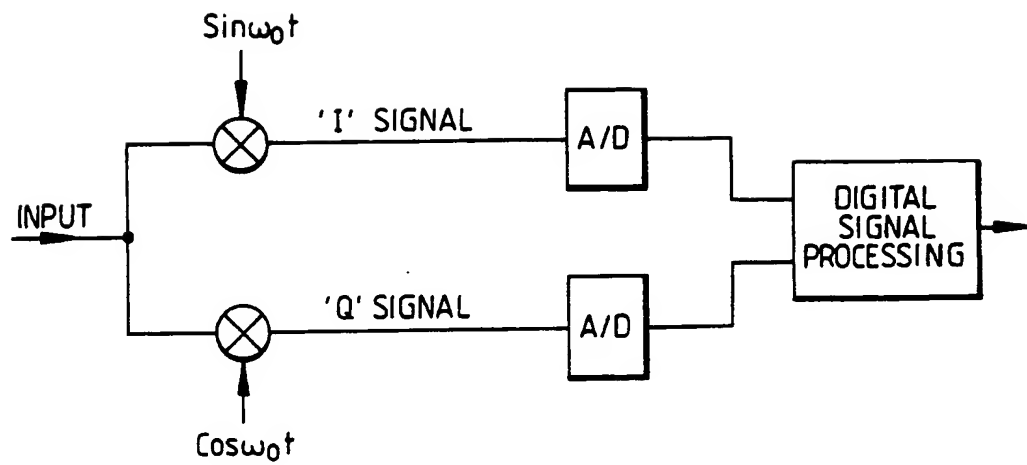 Sinω₀t
'I' SIGNAL
A/D
INPUT
DIGITAL
SIGNAL
PROCESSING
'Q' SIGNAL
A/D
Cosω₀t